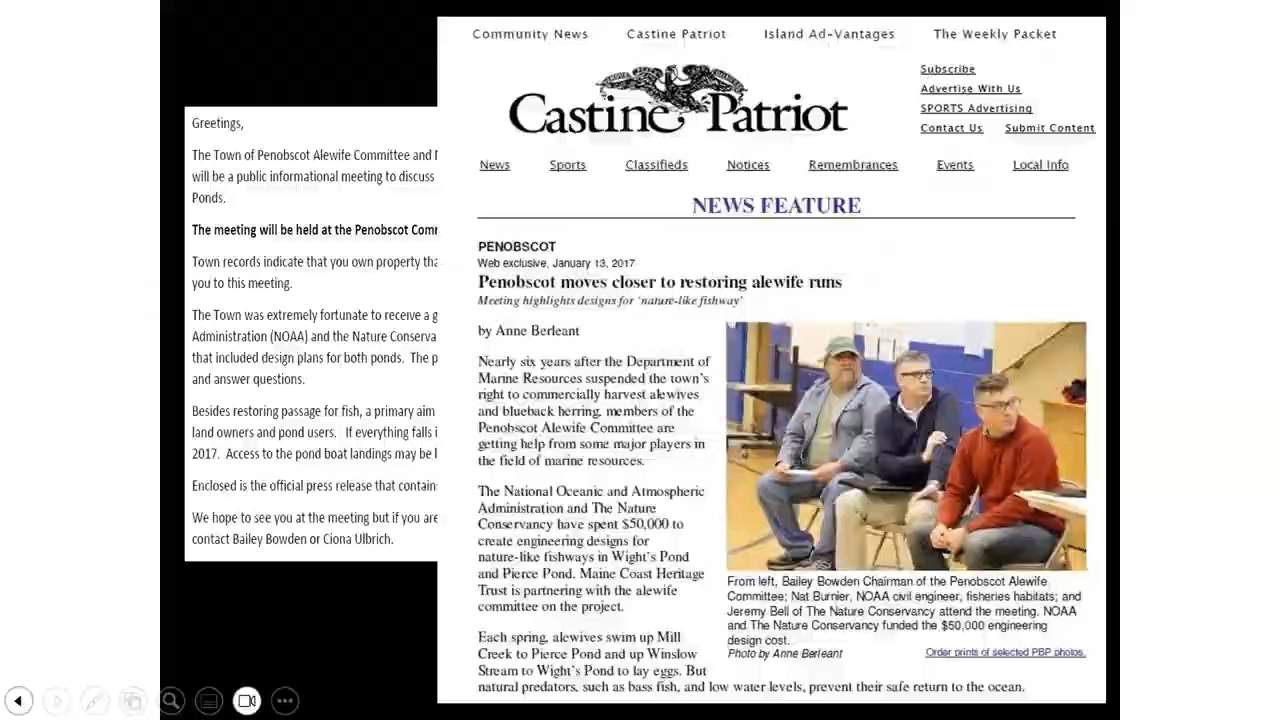 Greetings,
The Town of Penobscot Alewife Committee and
will be a public informational meeting to discuss
Ponds.
The meeting will be held at the Penobscot
Town records indicate that you own property
you to this meeting.
The Town was extremely fortunate to receive a
Administration (NOAA) and the Nature
that included design plans for both ponds. The
and answer questions.
Besides restoring passage for fish, a primary aim
land owners and pond users. If everything falls
2017. Access to the pond boat landings may be
Enclosed is the official press release that
We hope to see you at the meeting but if you are
contact Bailey Bowden or Ciona Ulbrich.
Community News Castine Patriot Island Ad-Vantages The Weekly Packet
Castine Patriot
Subscribe
Advertise With Us
SPORTS Advertising
Contact Us Submit Content
News Sports Classifieds Notices Remembrances Events Local Info
NEWS FEATURE
PENOBSCOT
Web exclusive, January 13, 2017
Penobscot moves closer to restoring alewife runs
Meeting highlights designs for 'nature-like fishway'
by Anne Berleant
Nearly six years after the Department of
Marine Resources suspended the town's
right to commercially harvest alewives
and blueback herring, members of the
Penobscot Alewife Committee are
getting help from some major players in
the field of marine resources.
The National Oceanic and Atmospheric
Administration and The Nature
Conservancy have spent $50,000 to
create engineering designs for
nature-like fishways in Wight's Pond
and Pierce Pond. Maine Coast Heritage
Trust is partnering with the alewife
committee on the project.
Each spring, alewives swim up Mill
Creek to Pierce Pond and up Winslow
Stream to Wight's Pond to lay eggs. But
natural predators, such as bass fish, and low water levels, prevent their safe return to the ocean.
From left, Bailey Bowden Chairman of the Penobscot Alewife
Committee; Nat Burnier, NOAA civil engineer, fisheries habitats; and
Jeremy Bell of The Nature Conservancy attend the meeting. NOAA
and The Nature Conservancy funded the $50,000 engineering
design cost.
Photo by Anne Berleant
Order prints of selected PBP photos.